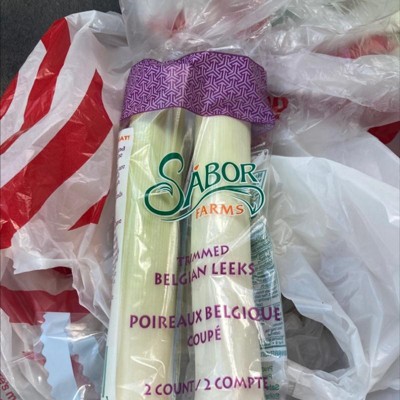 SÁBOR
FARMS
TRIMMED
BELGIAN LEEKS
POIREAUX BELGIQUE
COUPÉ
2 COUNT / 2 COMPTE